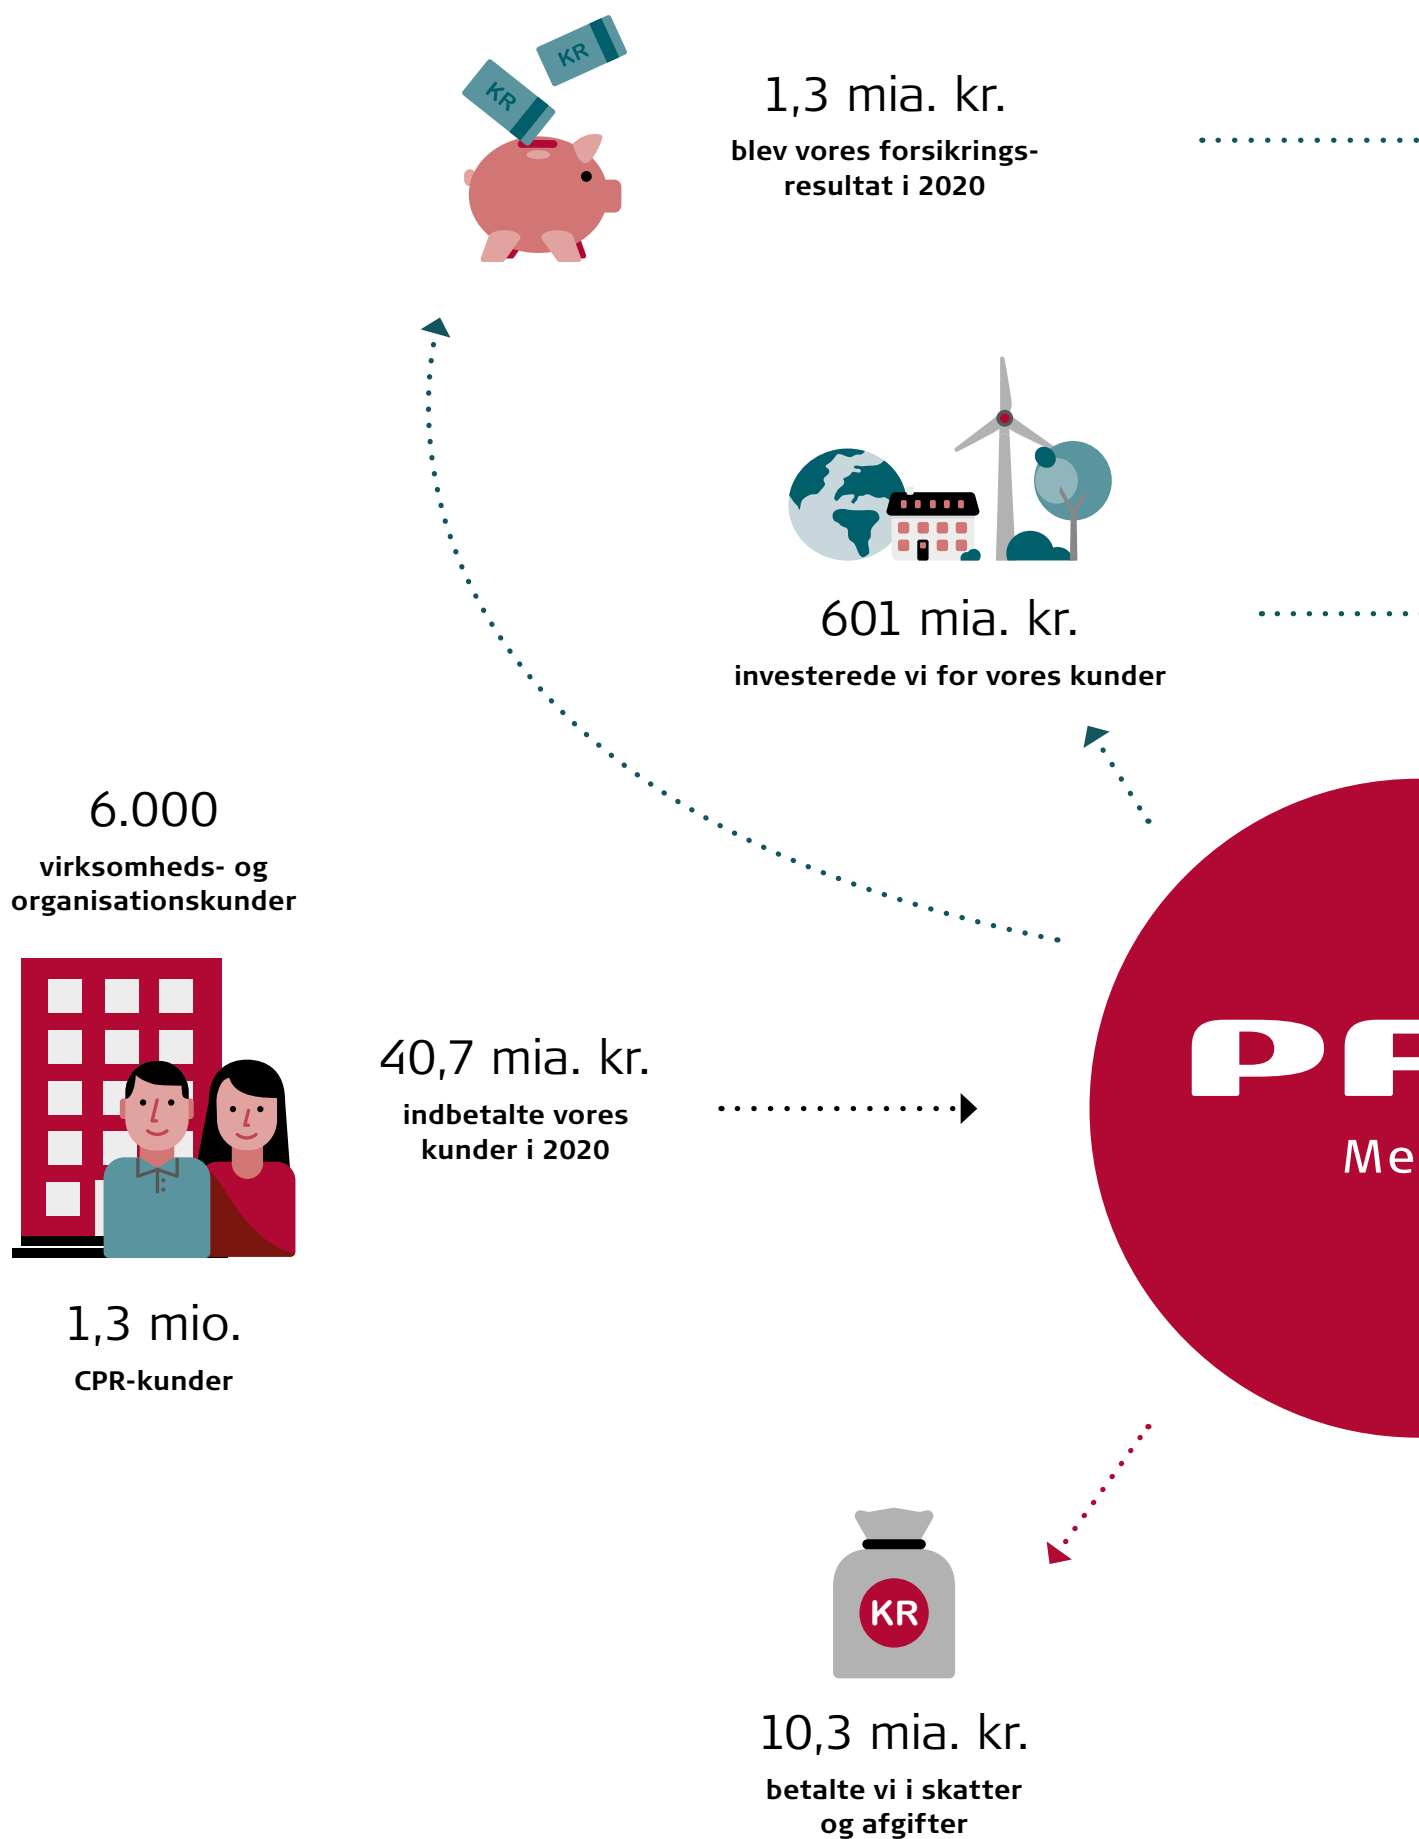 KR
KR
1,3 mia. kr.
blev vores forsikrings-
resultat i 2020
601 mia. kr.
investerede vi for vores kunder
6.000
virksomheds- og
organisationskunder
40,7 mia. kr.
indbetalte vores
kunder i 2020
1,3 mio.
CPR-kunder
Me
KR
10,3 mia. kr.
betalte vi i skatter
og afgifter